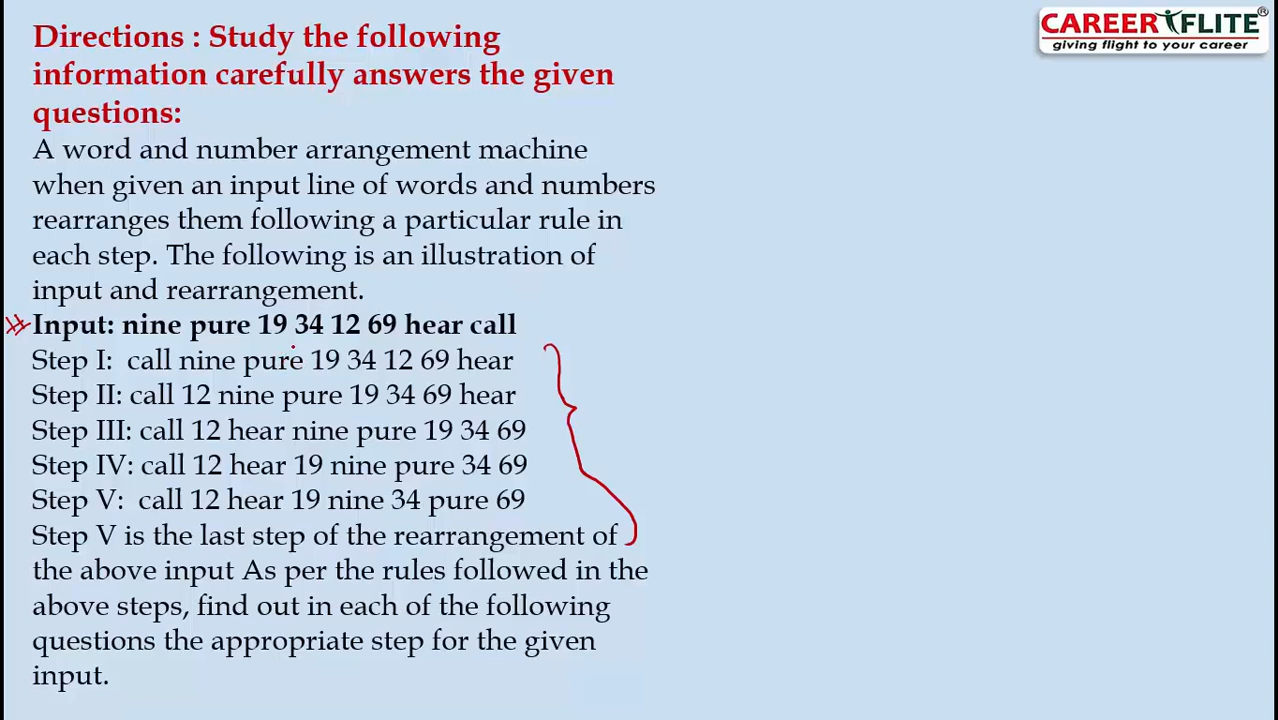 Directions : Study the following
information carefully answers the given
questions:
A word and number arrangement machine
when given an input line of words and numbers
rearranges them following a particular rule in
each step. The following is an illustration of
input and rearrangement.
Input: nine pure 19 34 12 69 hear call
Step I: call nine pure 19 34 12 69 hear
Step II: call 12 nine pure 19 34 69 hear
Step III: call 12 hear nine pure 19 34 69
Step IV: call 12 hear 19 nine pure 34 69
Step V: call 12 hear 19 nine 34 pure 69
Step V is the last step of the rearrangement of
the above input As per the rules followed in the
above steps, find out in each of the following
questions the appropriate step for the given
input.
CAREER FLITE®
giving flight to your career